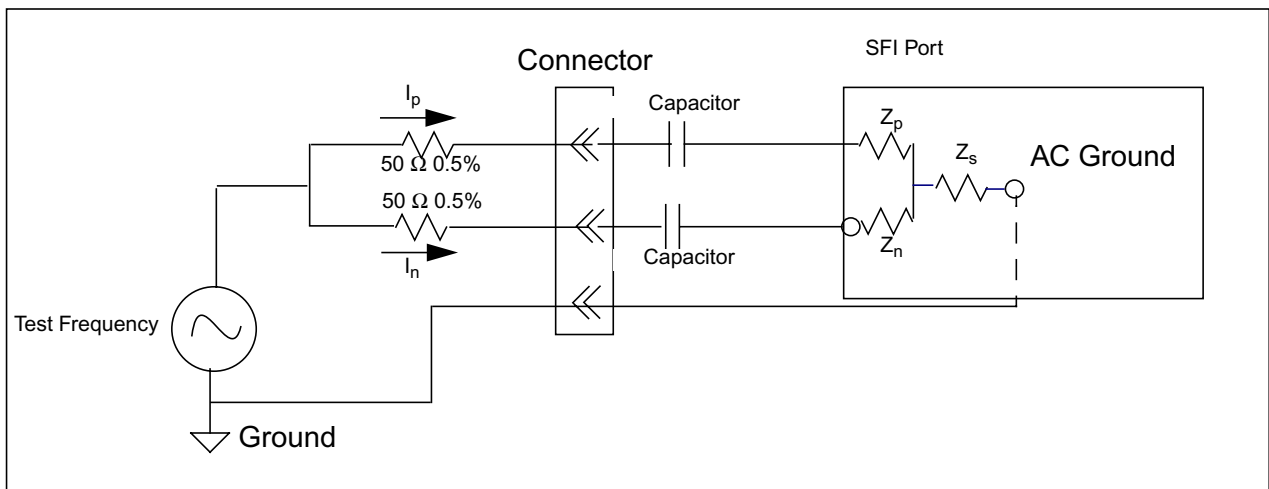 SFI Port
Connector
Ip
Capacitor
Zp
50 Ω 0.5%
Zs
AC Ground
50 Ω 0.5%
Zn
In
Capacitor
Test Frequency
Ground